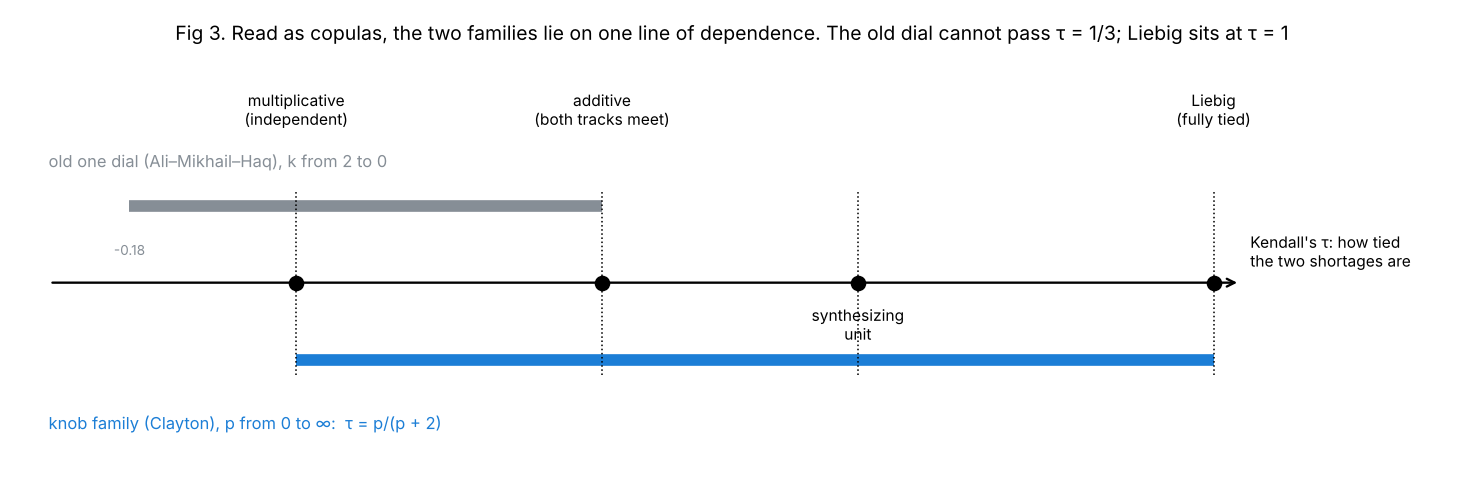 Fig 3. Read as copulas, the two families lie on one line of dependence. The old dial cannot pass τ = 1/3; Liebig sits at τ = 1
multiplicative
(independent)
additive
(both tracks meet)
Liebig
(fully tied)
old one dial (Ali–Mikhail–Haq), k from 2 to 0
-0.18
Kendall's τ: how tied
the two shortages are
synthesizing
unit
knob family (Clayton), p from 0 to ∞: τ = p/(p + 2)